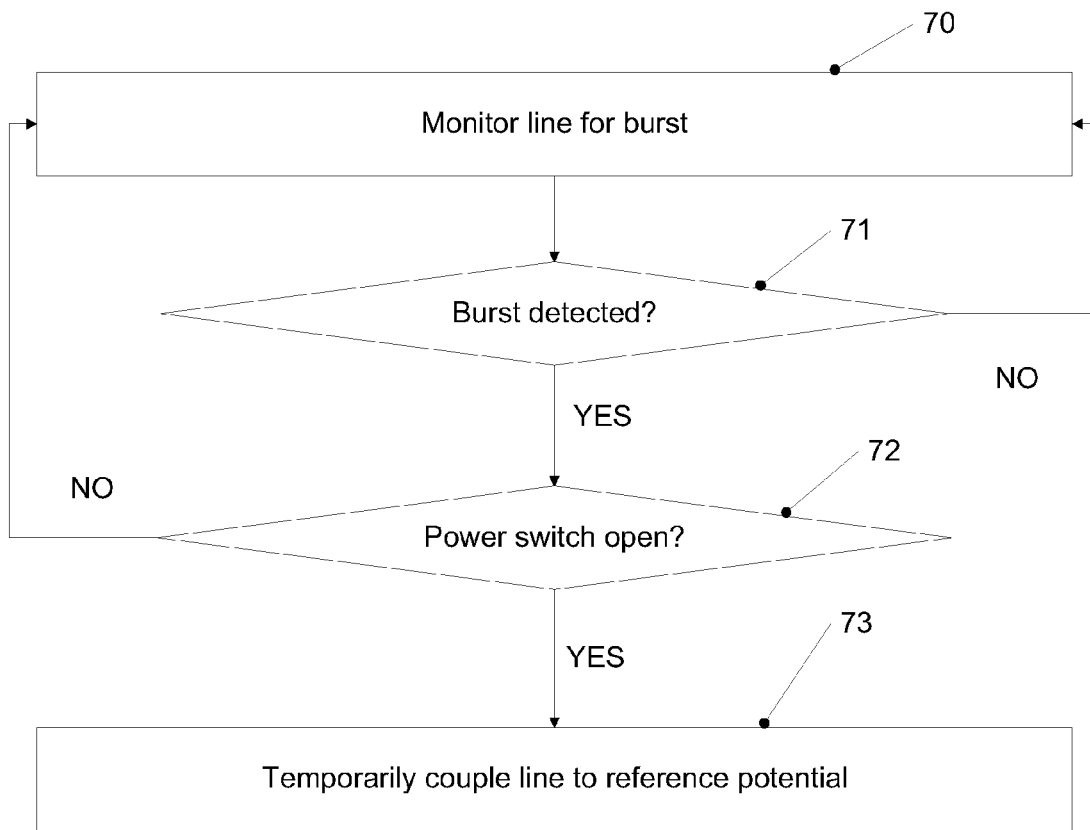 70
Monitor line for burst
71
Burst detected?
NO
YES
72
NO
Power switch open?
73
YES
Temporarily couple line to reference potential